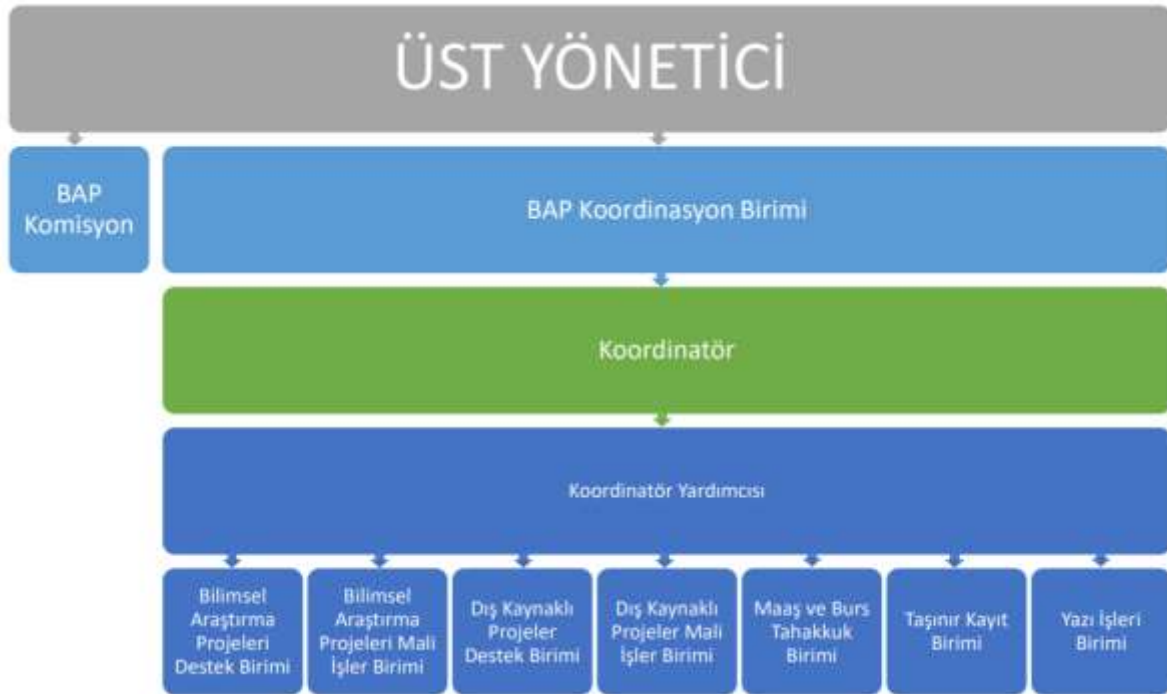 ÜST YÖNETİCİ
BAP
Komisyon
BAP Koordinasyon Birimi
Koordinatör
Koordinatör Yardımcısı
Bilimsel
Araştırma
Projeleri
Destek Birimi
Bilimsel
Araştırma
Projeleri Mali
İşler Birimi
Dış Kaynaklı
Projeler
Destek Birimi
Dış Kaynaklı
Projeler Mali
İşler Birimi
Maaş ve Burs
Tahakkuk
Birimi
Taşınır Kayıt
Birimi
Yazı İşleri
Birimi